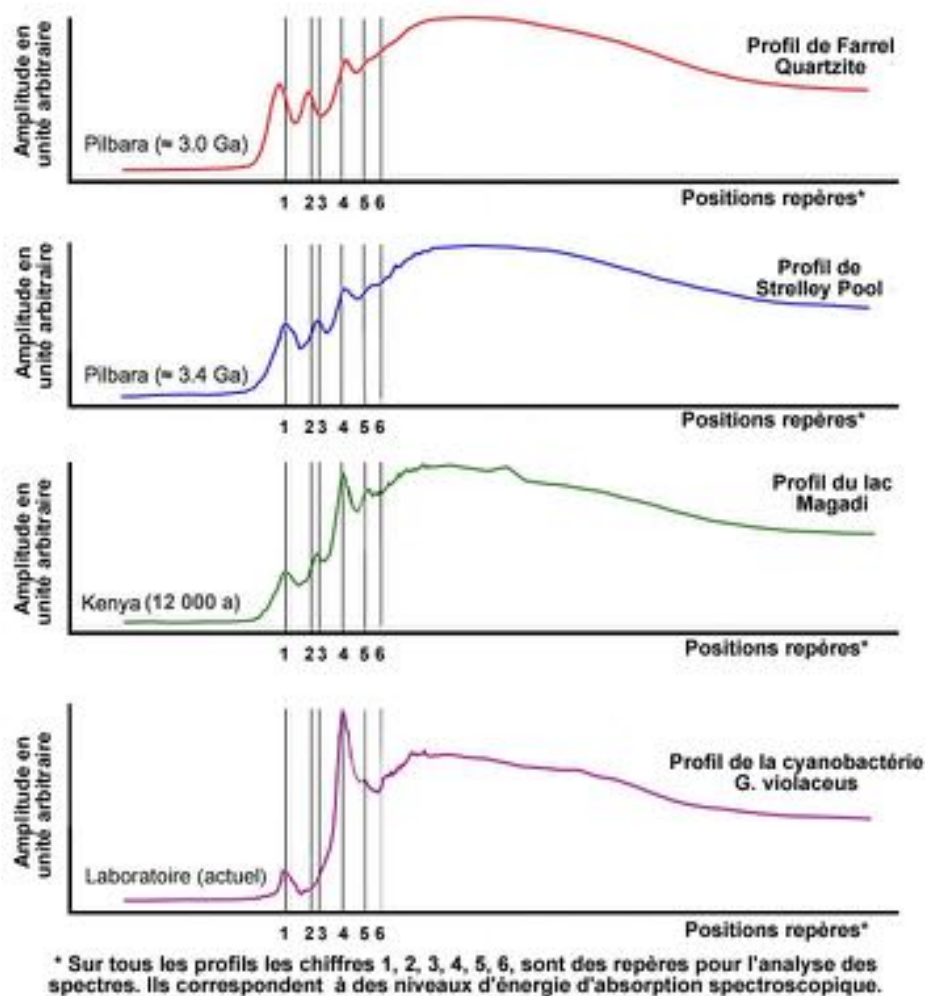 Amplitude en
unité arbitraire
Profil de Farrel
Quartzite
Pilbara (≈ 3.0 Ga)
1 2 3 4 5 6
Positions repères*
Amplitude en
unité arbitraire
Profil de
Strelley Pool
Pilbara (≈ 3.4 Ga)
1 2 3 4 5 6
Positions repères*
Amplitude en
unité arbitraire
Profil du lac
Magadi
Kenya (12 000 a)
1 2 3 4 5 6
Positions repères*
Amplitude en
unité arbitraire
Profil de la cyanobactérie
G. violaceus
Laboratoire (actuel)
1 2 3 4 5 6
Positions repères*
* Sur tous les profils les chiffres 1, 2, 3, 4, 5, 6, sont des repères pour l'analyse des
spectres. Ils correspondent à des niveaux d'énergie d'absorption spectroscopique.